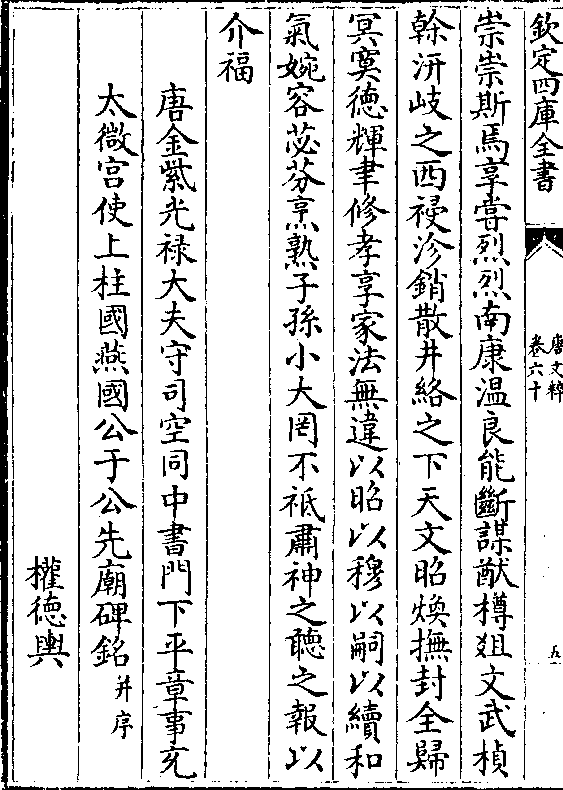 欽定四庫全書
唐文粹
卷六十
五
崇崇斯焉享嘗烈烈南康温良能斷謀猷樽爼文武楨
榦汧岐之西祲沴銷散井絡之下天文昭煥撫封全歸
冥寞德輝聿修孝享家法無違以昭以穆以嗣以續和
氣婉容苾芬烹熟子孫小大罔不祗肅神之聽之報以
介福
唐金紫光禄大夫守司空同中書門下平章事充
太微宫使上柱國燕國公于公先廟碑銘并序
權德輿